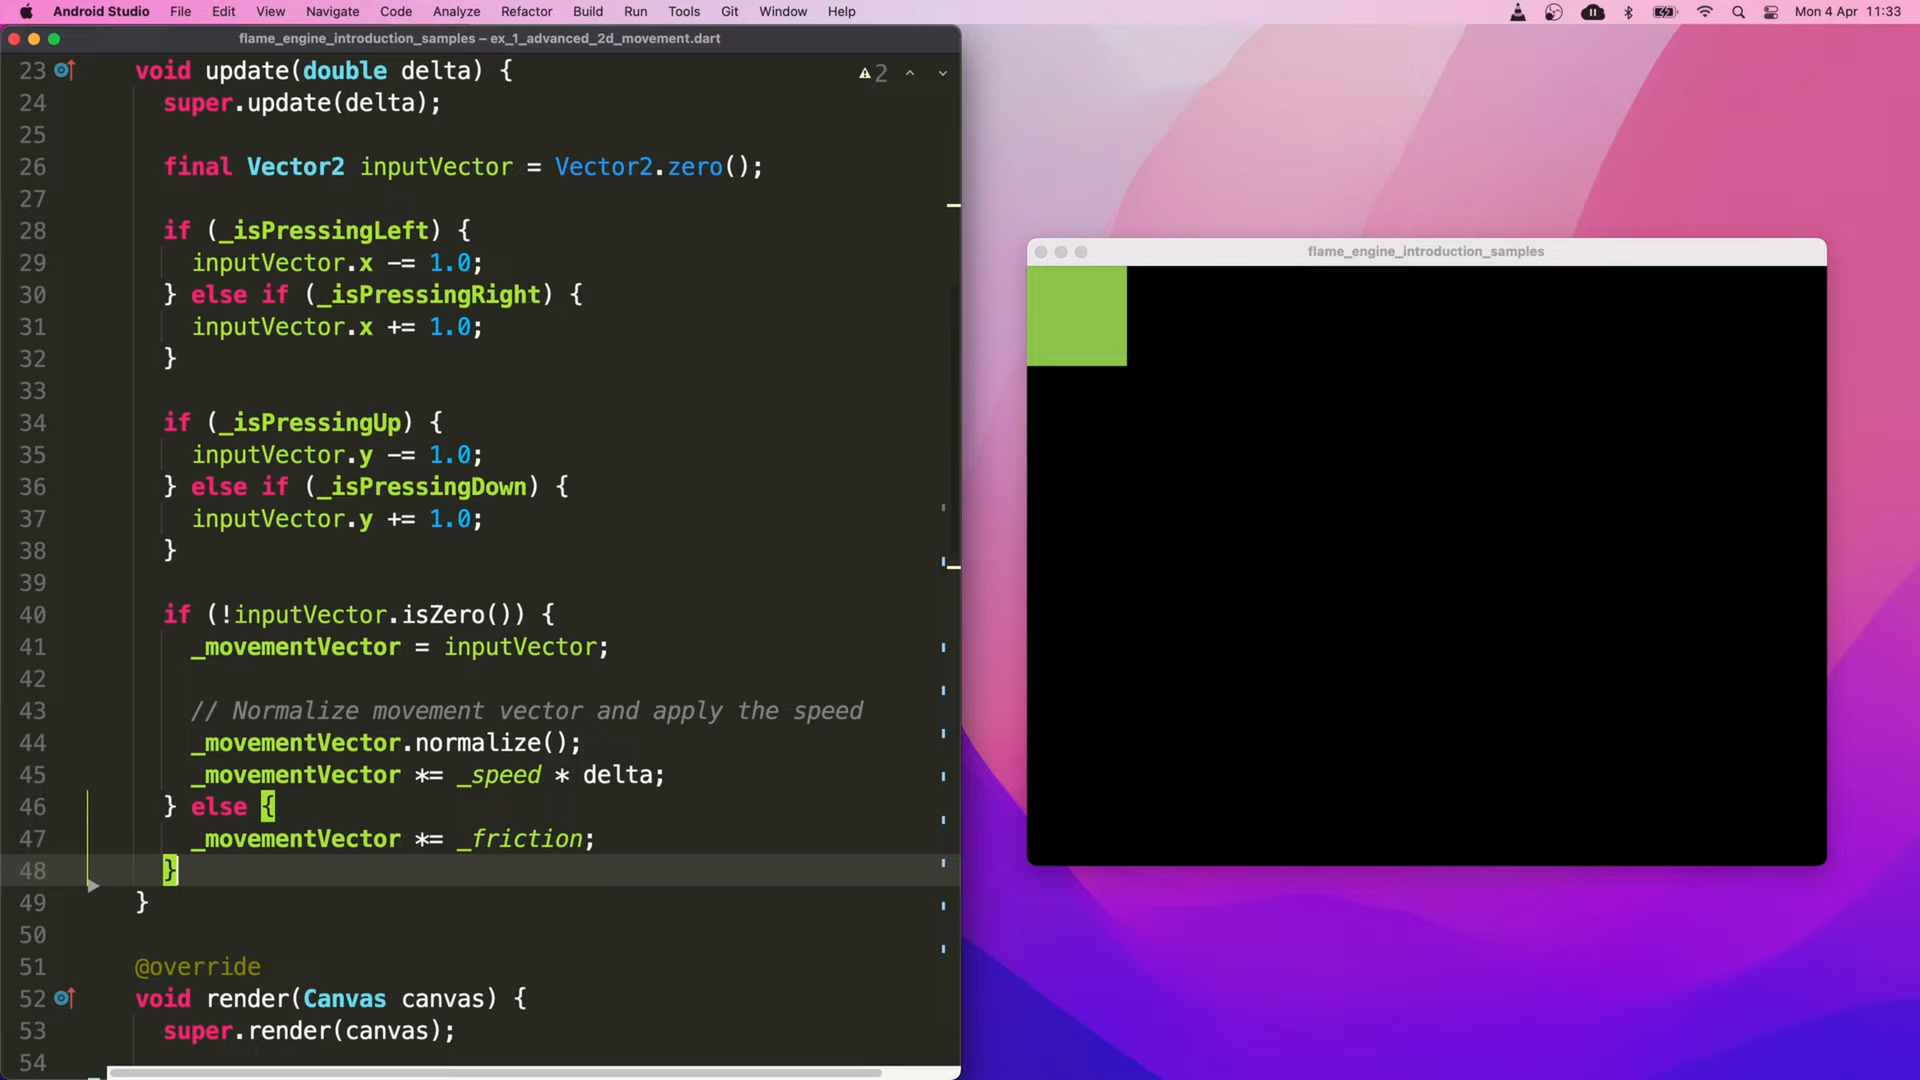 Android Studio File Edit View Navigate Code Analyze Refactor Build Run Tools Git Window Help Mon 4 Apr 11:33
flame_engine_introduction_samples – ex_1_advanced_2d_movement.dart
23 void update(double delta) { 2
24 super.update(delta);
25
26 final Vector2 inputVector = Vector2.zero();
27
28 if (_isPressingLeft) {
29 inputVector.x -= 1.0;
30 } else if (_isPressingRight) {
31 inputVector.x += 1.0;
32 }
33
34 if (_isPressingUp) {
35 inputVector.y -= 1.0;
36 } else if (_isPressingDown) {
37 inputVector.y += 1.0;
38 }
39
40 if (!inputVector.isZero()) {
41 _movementVector = inputVector;
42
43 // Normalize movement vector and apply the speed
44 _movementVector.normalize();
45 _movementVector *= _speed * delta;
46 } else {
47 _movementVector *= _friction;
48 }
49 }
50
51 @override
52 void render(Canvas canvas) {
53 super.render(canvas);
54
flame_engine_introduction_samples